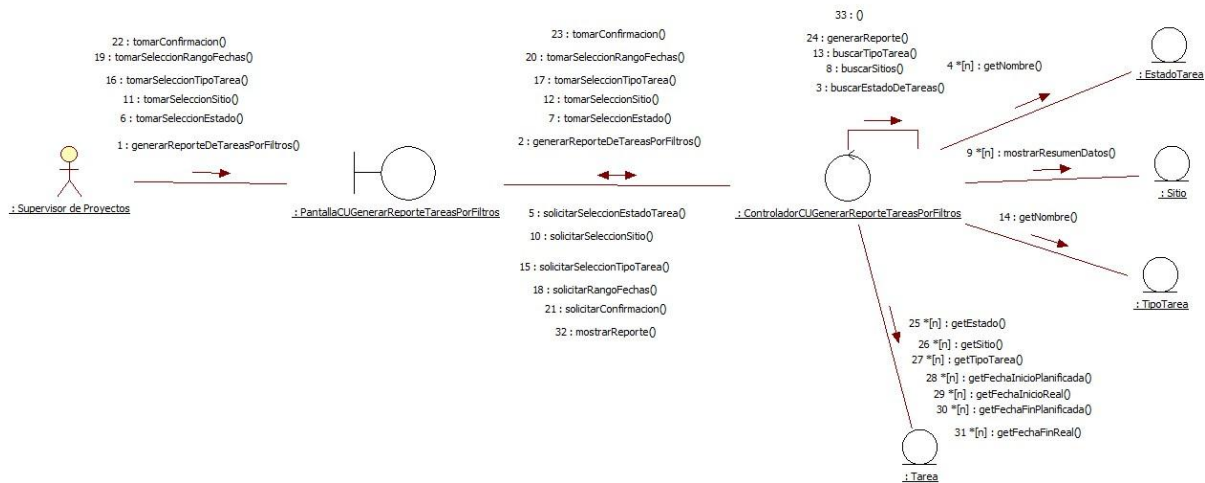 22 : tomarConfirmacion()
19 : tomarSeleccionRangoFechas()
16 : tomarSeleccionTipoTarea()
11 : tomarSeleccionSitio()
6 : tomarSeleccionEstado()
1 : generarReporteDeTareasPorFiltros()
: Supervisor de Proyectos
: PantallaCUGenerarReporteTareasPorFiltros
23 : tomarConfirmacion()
20 : tomarSeleccionRangoFechas()
17 : tomarSeleccionTipoTarea()
12 : tomarSeleccionSitio()
7 : tomarSeleccionEstado()
2 : generarReporteDeTareasPorFiltros()
5 : solicitarSeleccionEstadoTarea()
10 : solicitarSeleccionSitio()
15 : solicitarSeleccionTipoTarea()
18 : solicitarRangoFechas()
21 : solicitarConfirmacion()
32 : mostrarReporte()
33 : ()
24 : generarReporte()
13 : buscarTipoTarea()
8 : buscarSitios()
3 : buscarEstadoDeTareas()
: ControladorCUGenerarReporteTareasPorFiltros
4 *[n] : getNombre()
: EstadoTarea
9 *[n] : mostrarResumenDatos()
: Sitio
14 : getNombre()
: TipoTarea
25 *[n] : getEstado()
26 *[n] : getSitio()
27 *[n] : getTipoTarea()
28 *[n] : getFechaInicioPlanificada()
29 *[n] : getFechaInicioReal()
30 *[n] : getFechaFinPlanificada()
31 *[n] : getFechaFinReal()
: Tarea